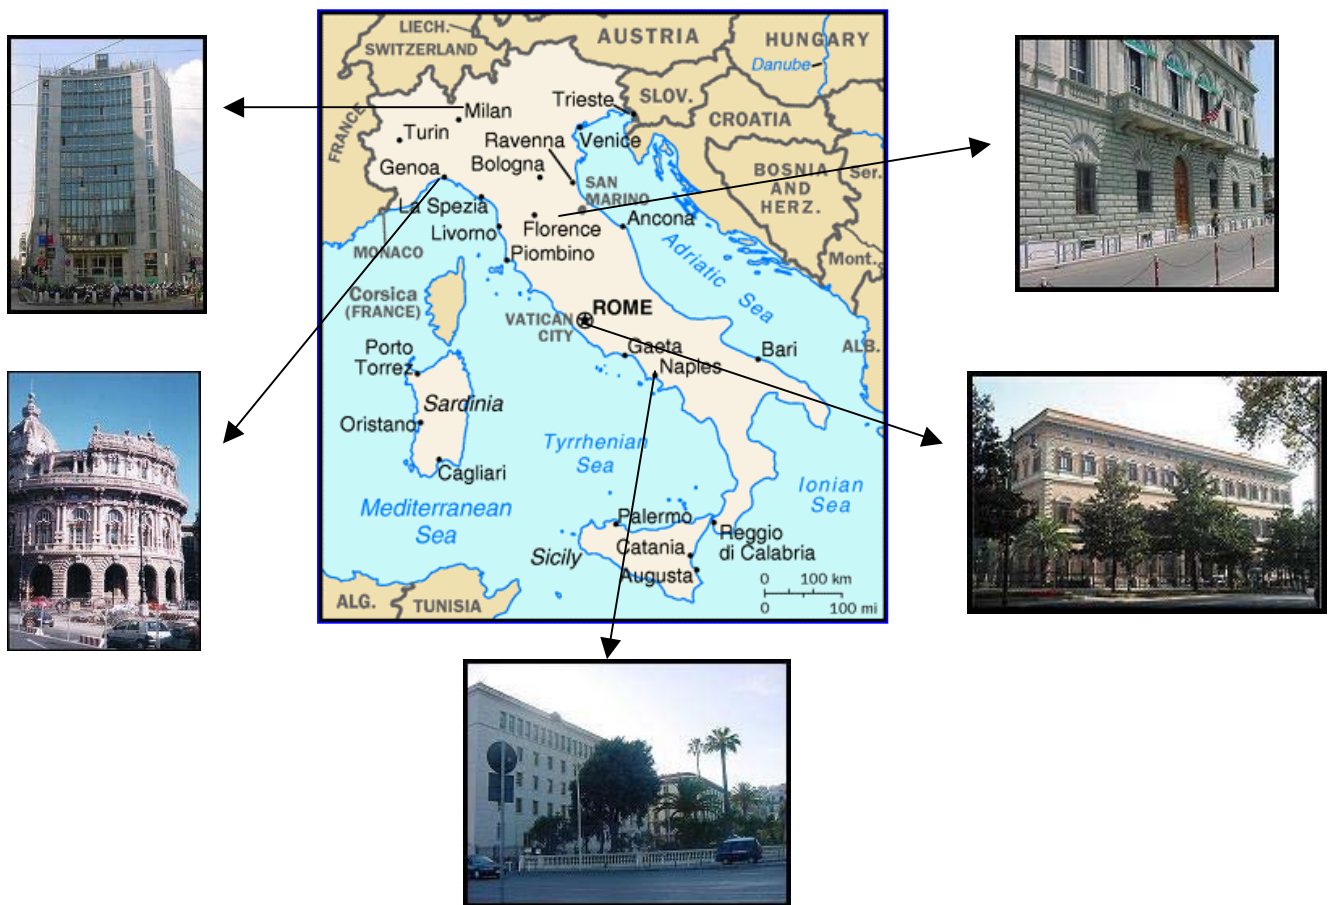 LIECH.
SWITZERLAND
AUSTRIA
HUNGARY
Danube
SLOV.
CROATIA
FRANCE
Milan
Trieste
Turin
Venice
Ravenna
Genoa
Bologna
BOSNIA
AND
HERZ.
Ser.
SAN
MARINO
La Spezia
Ancona
Florence
Livorno
MONACO
Piombino
Mont.
Adriatic Sea
Corsica
(FRANCE)
VATICAN
CITY
ROME
Porto
Torrez
Gaeta
Bari
ALB.
Naples
Sardinia
Oristano
Tyrrhenian
Sea
Cagliari
Ionian
Sea
Mediterranean
Sea
Palermo
Reggio
di Calabria
Sicily
Catania
Augusta
0 100 km
0 100 mi
ALG.
TUNISIA